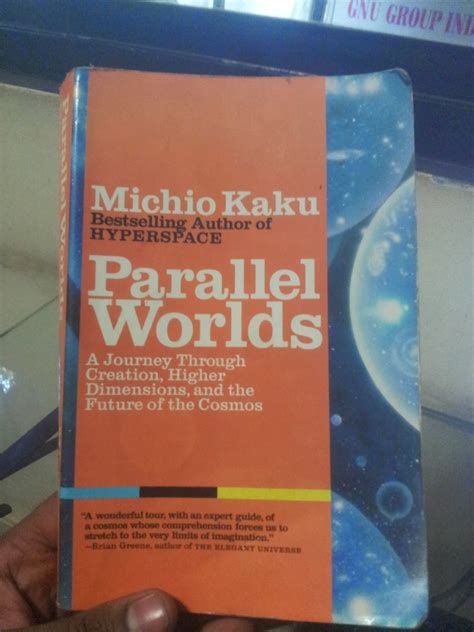 GNU GROUP IND
Michio Kaku
Bestselling Author of
HYPERSPACE
Parallel
Worlds
A Journey Through
Creation, Higher
Dimensions, and the
Future of the Cosmos
"A wonderful tour, with an expert guide, of
a cosmos whose comprehension forces us to
stretch to the very limits of imagination."
—Brian Greene, author of THE ELEGANT UNIVERSE
Parallel Worlds